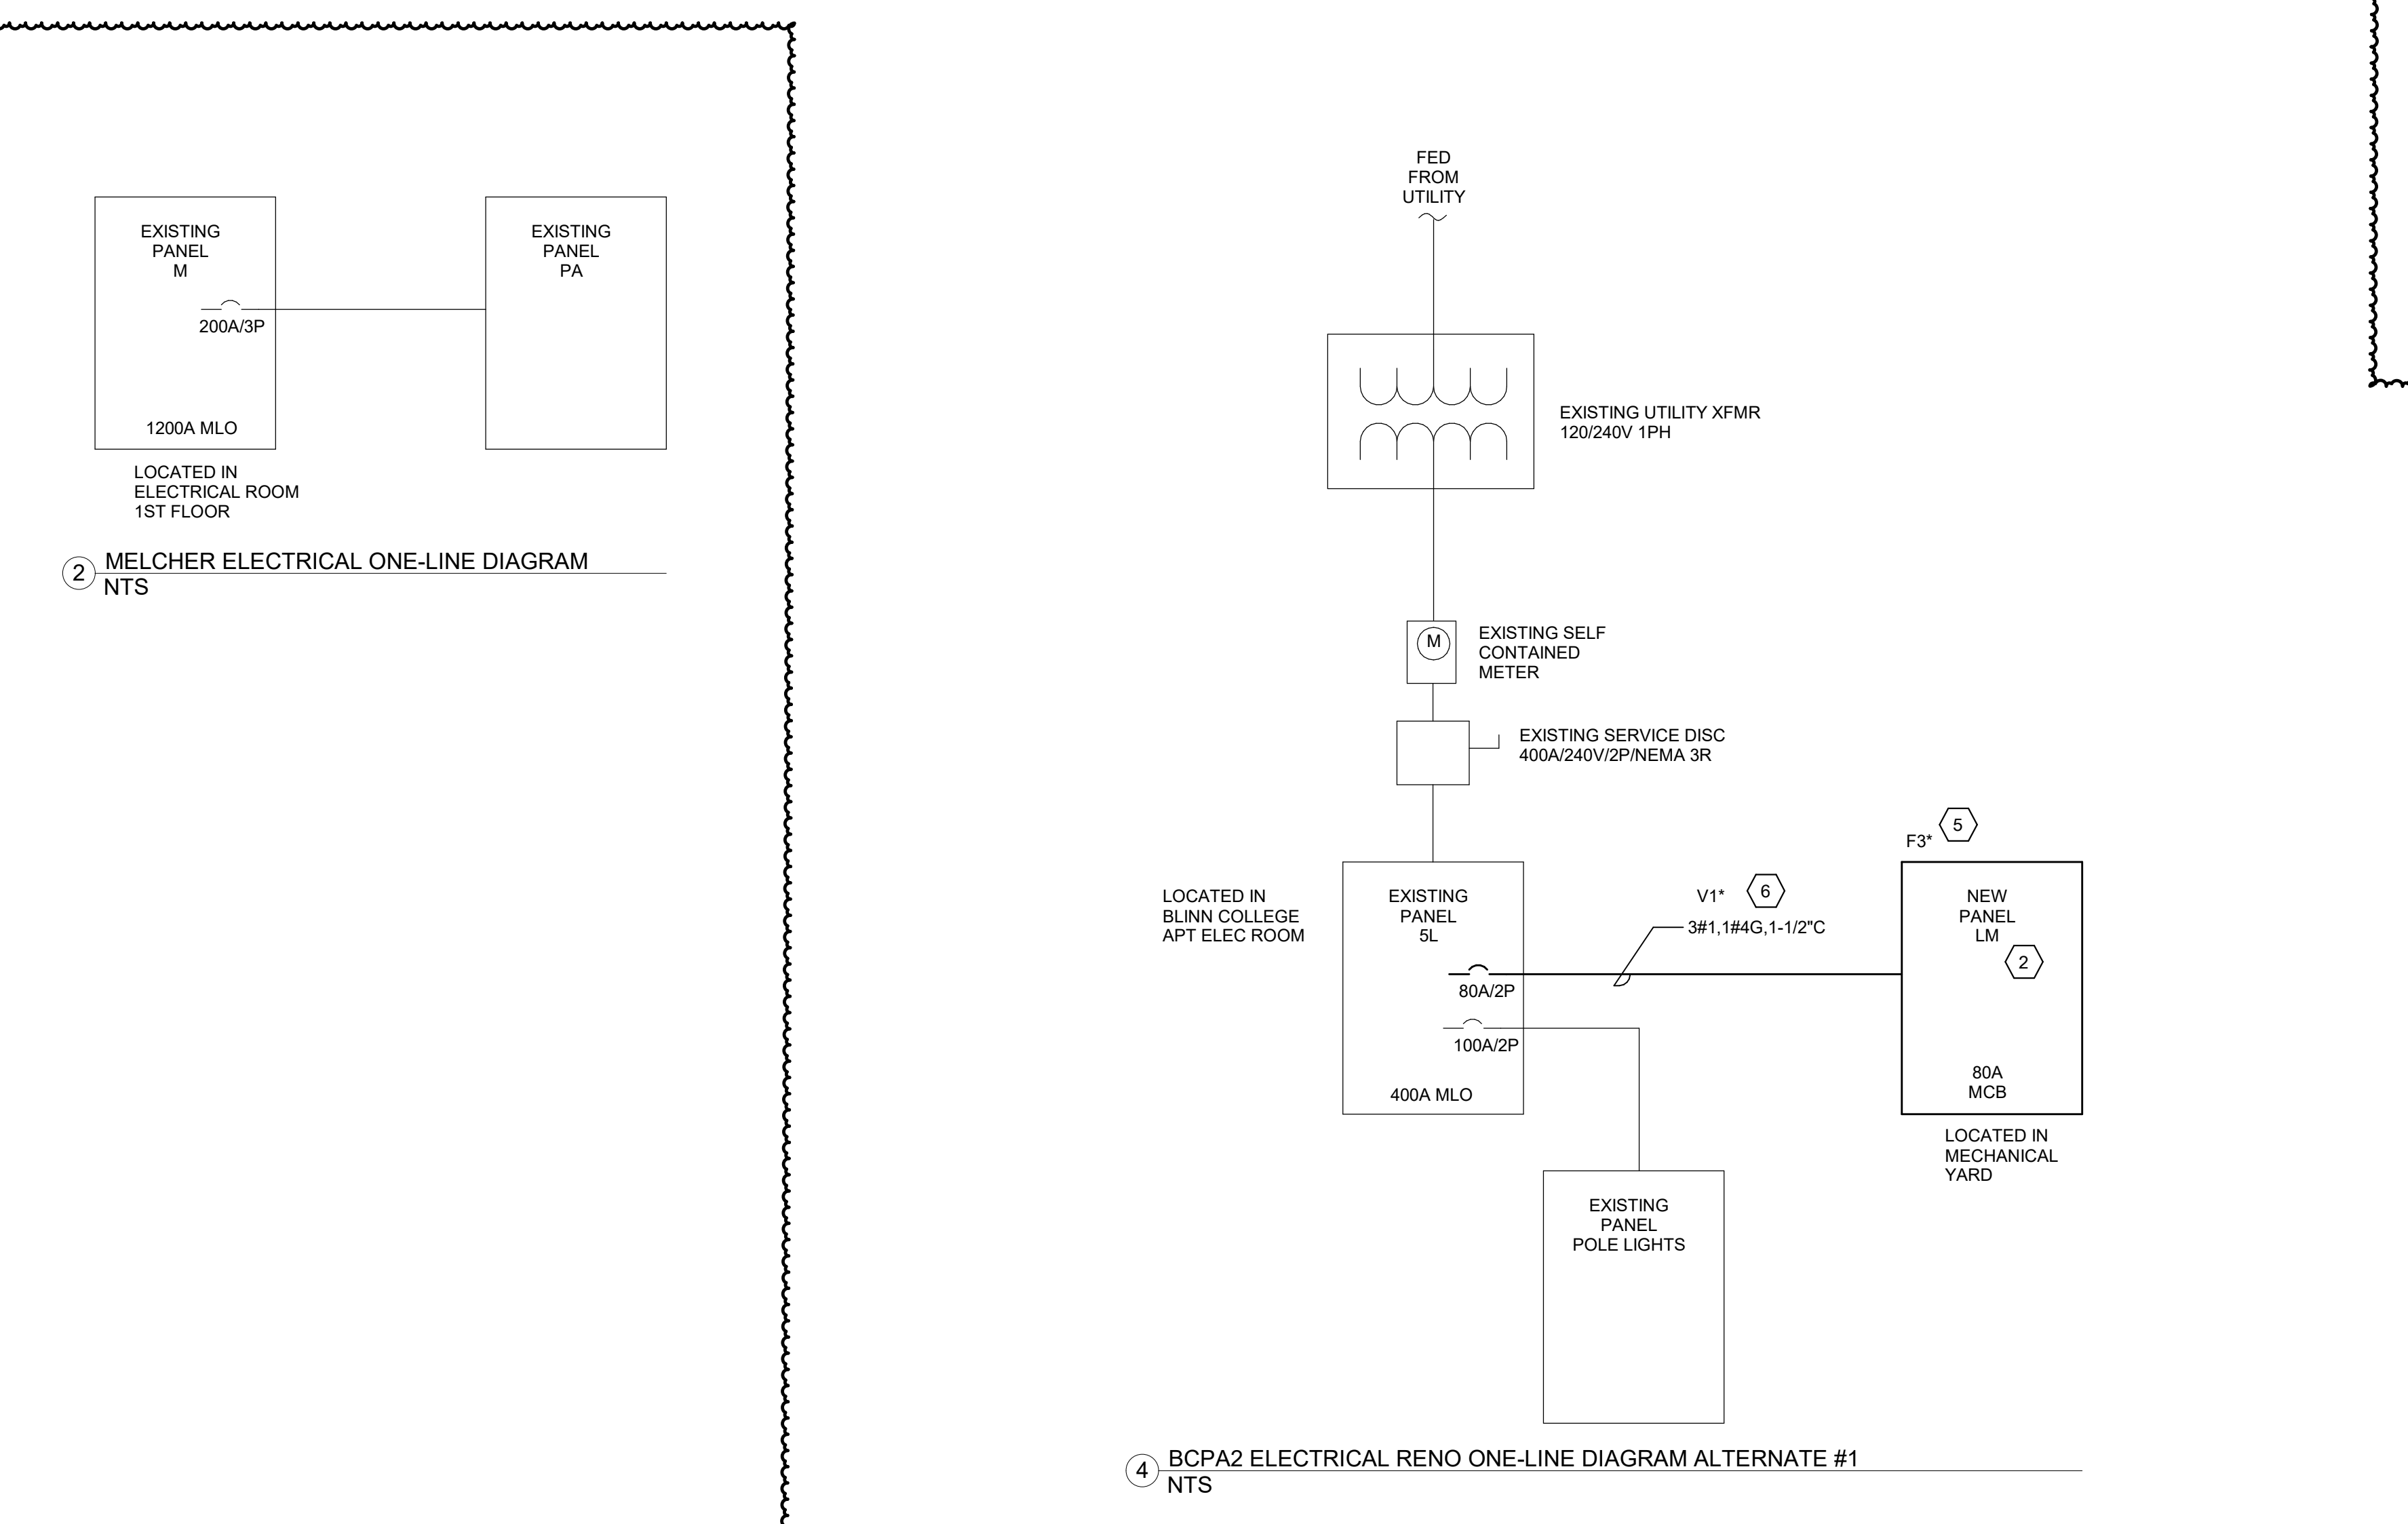 EXISTING
PANEL
M
200A/3P
1200A MLO
LOCATED IN
ELECTRICAL ROOM
1ST FLOOR
EXISTING
PANEL
PA
2
MELCHER ELECTRICAL ONE-LINE DIAGRAM
NTS
FED
FROM
UTILITY
EXISTING UTILITY XFMR
120/240V 1PH
M
EXISTING SELF
CONTAINED
METER
EXISTING SERVICE DISC
400A/240V/2P/NEMA 3R
LOCATED IN
BLINN COLLEGE
APT ELEC ROOM
EXISTING
PANEL
5L
80A/2P
100A/2P
400A MLO
V1*
6
3#1,1#4G,1-1/2"C
F3*
5
NEW
PANEL
LM
2
80A
MCB
LOCATED IN
MECHANICAL
YARD
EXISTING
PANEL
POLE LIGHTS
4
BCPA2 ELECTRICAL RENO ONE-LINE DIAGRAM ALTERNATE #1
NTS